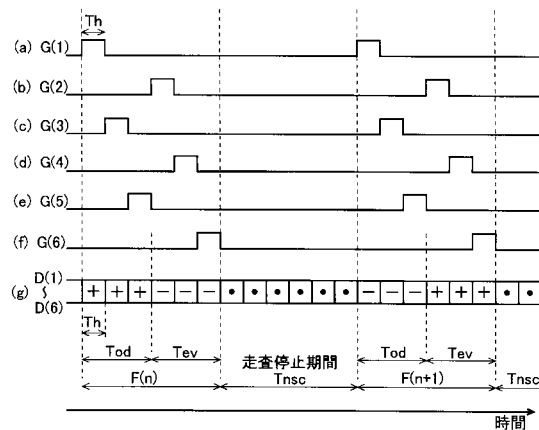 Th
(a) G(1)
(b) G(2)
(c) G(3)
(d) G(4)
(e) G(5)
(f) G(6)
D(1)
(g) ∫ + + + − − − • • • • • • − − − + + + • •
D(6)
Th
Tod Tev 走査停止期間 Tod Tev
F(n) Tnsc F(n+1) Tnsc
時間